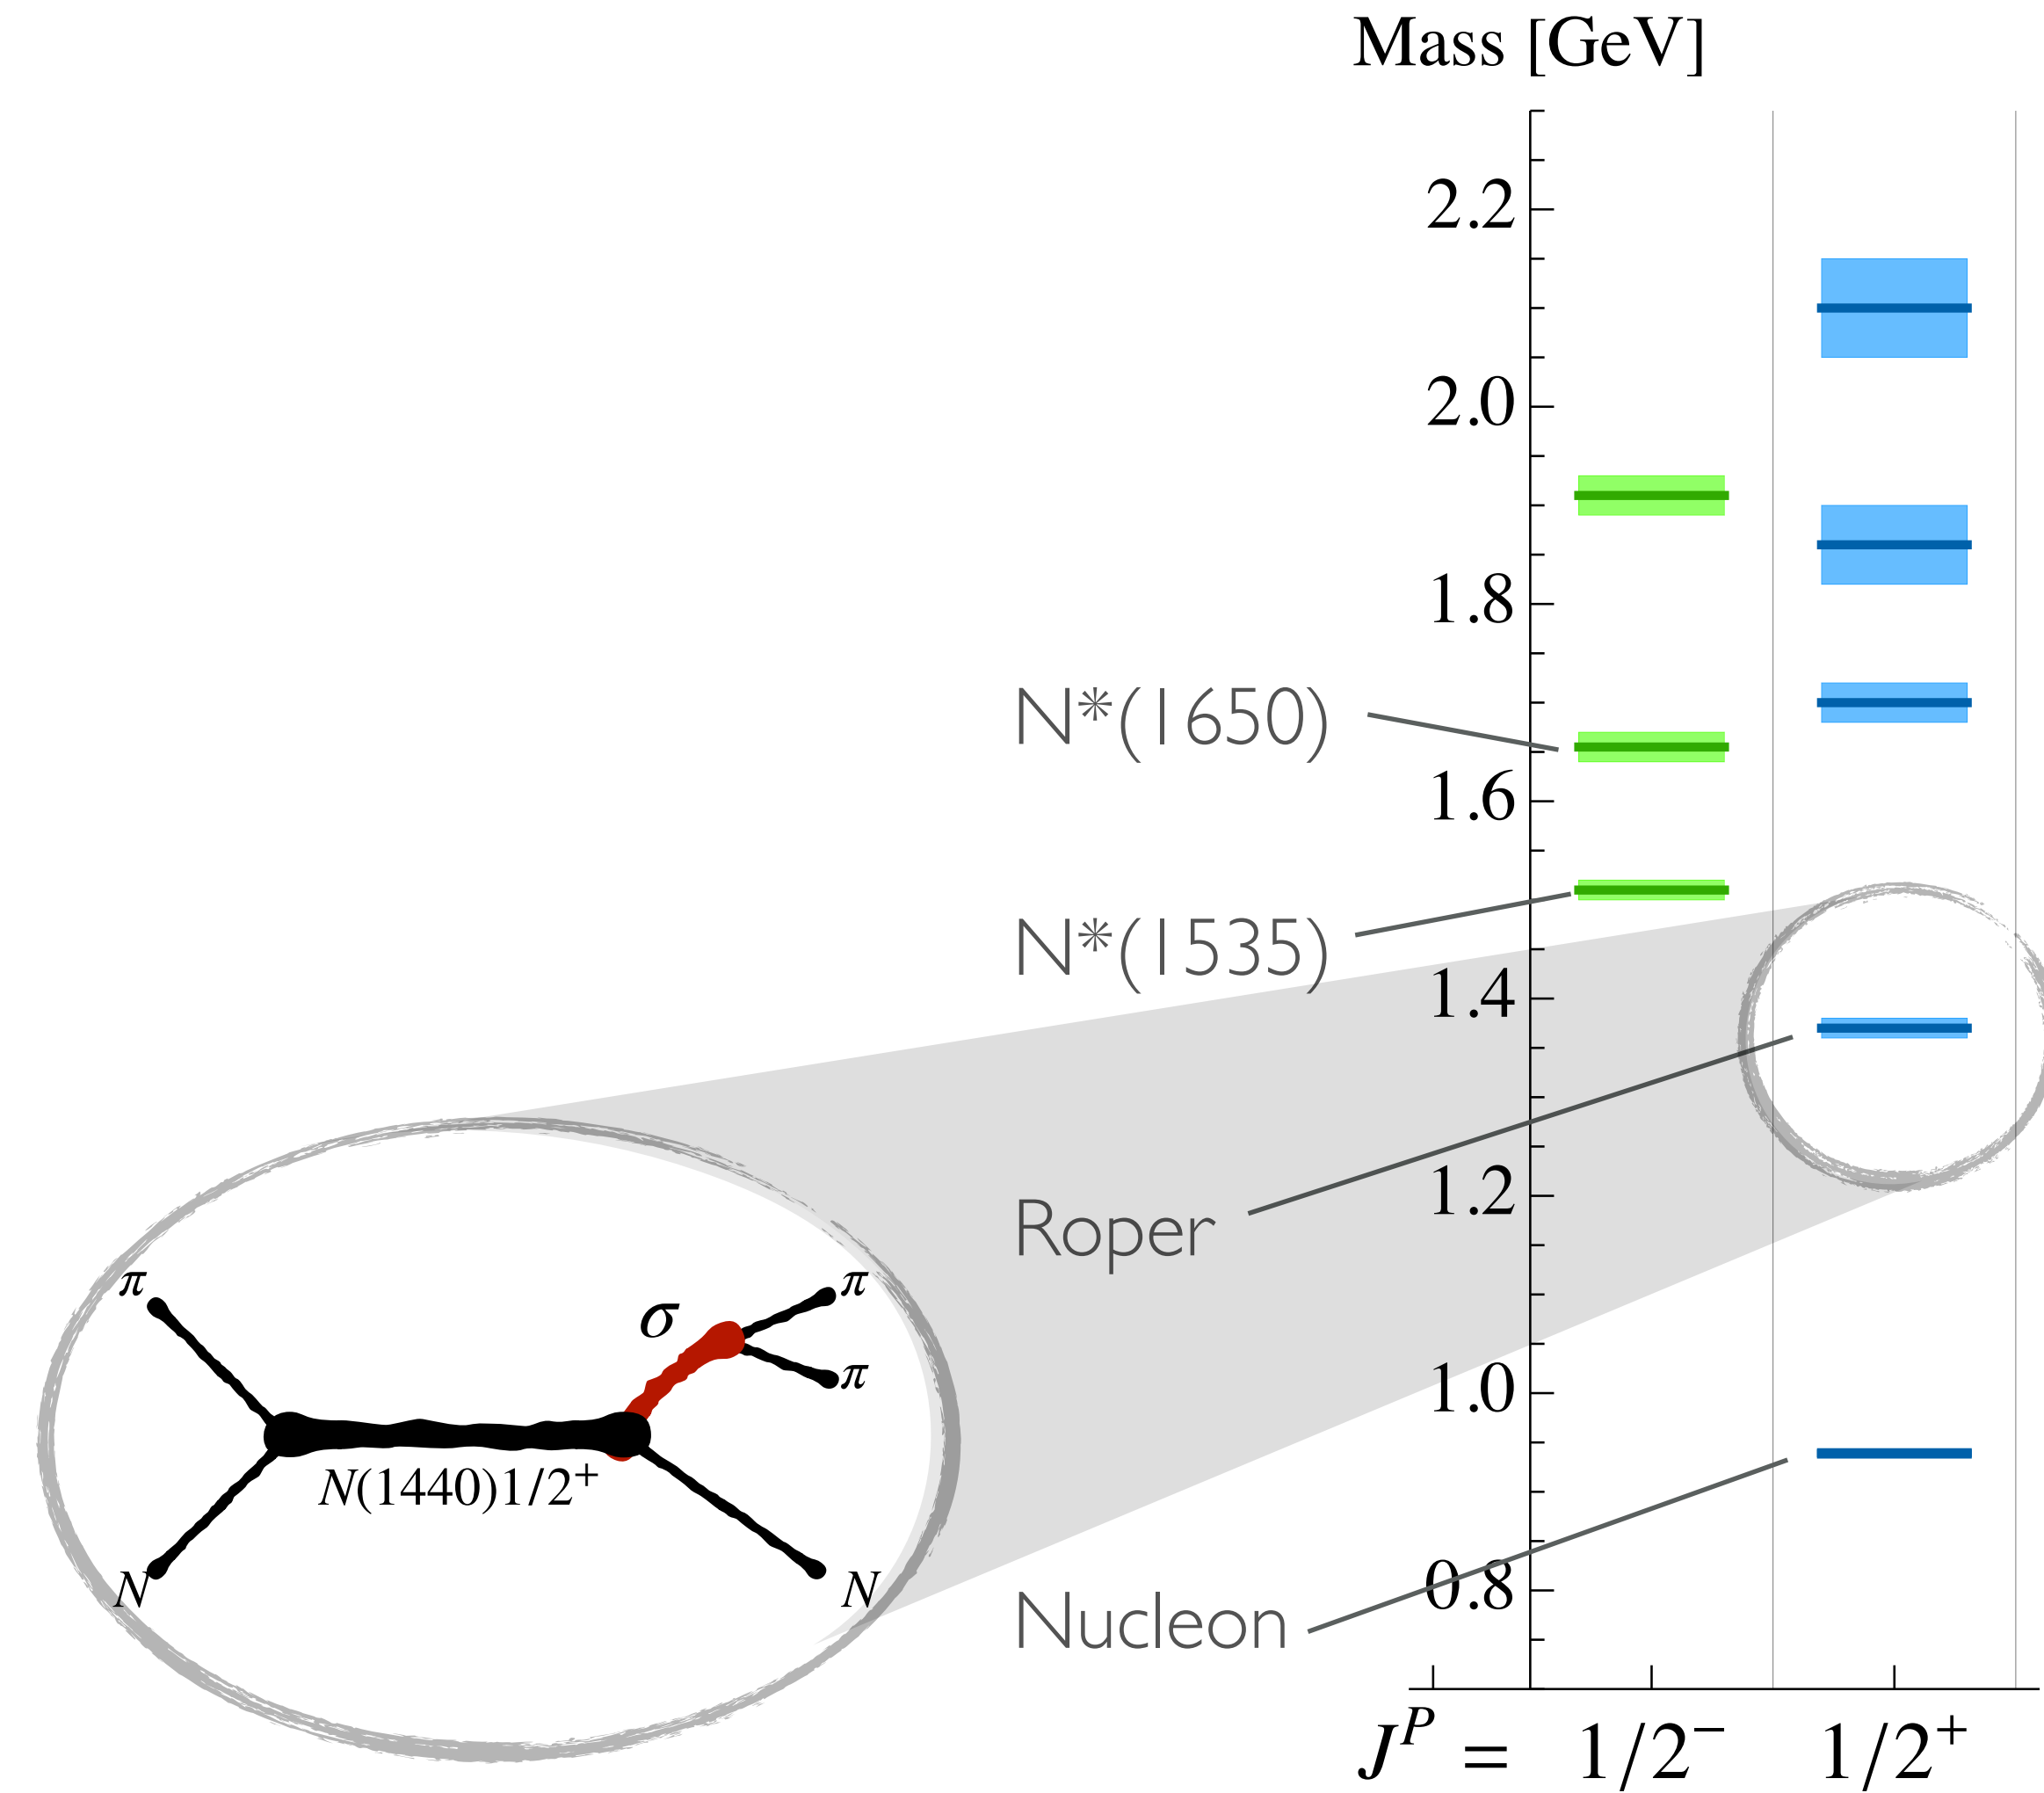 Mass [GeV]
2.2
2.0
1.8
N*(1650)
1.6
N*(1535)
1.4
1.2
Roper
π
σ
π
π
1.0
N(1440)1/2⁺
N
N
0.8
Nucleon
Jᴾ = 1/2⁻ 1/2⁺